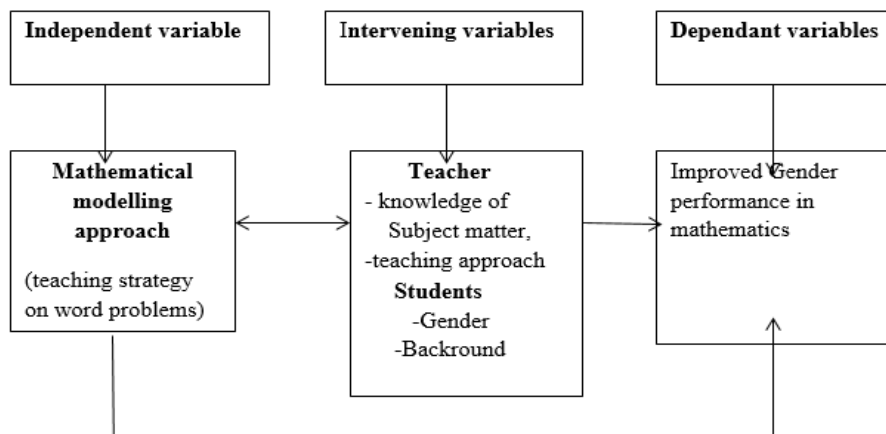 Independent variable
Intervening variables
Dependant variables
Mathematical
modelling
approach
(teaching strategy
on word problems)
Teacher
- knowledge of
Subject matter,
-teaching approach
Students
-Gender
-Backround
Improved Gender
performance in
mathematics